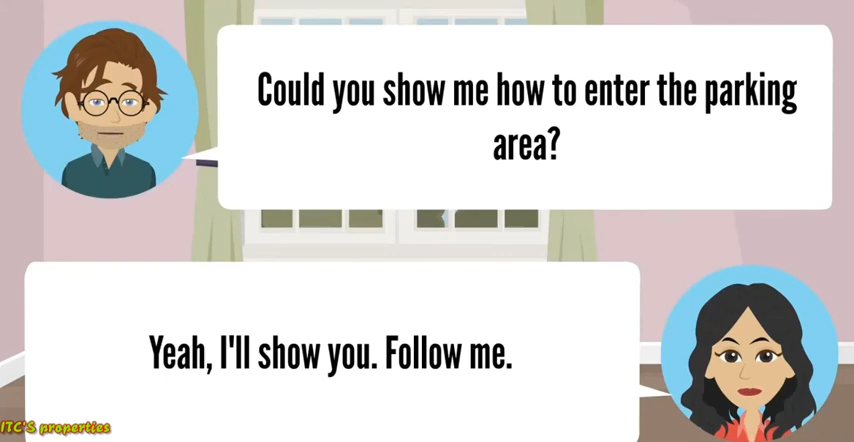 Could you show me how to enter the parking
area?
Yeah, I'll show you. Follow me.
ITC'S properties